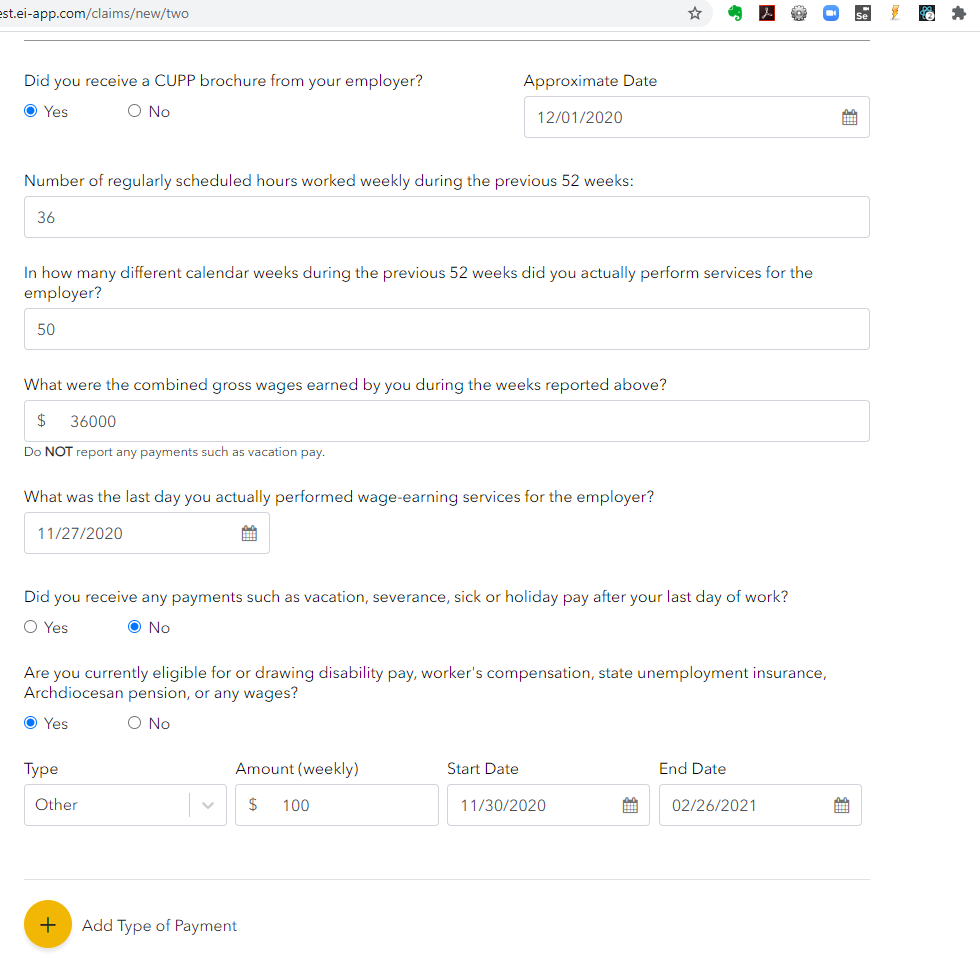 est.ei-app.com/claims/new/two
Se
2
Did you receive a CUPP brochure from your employer?
Approximate Date
Yes No
12/01/2020
Number of regularly scheduled hours worked weekly during the previous 52 weeks:
36
In how many different calendar weeks during the previous 52 weeks did you actually perform services for the
employer?
50
What were the combined gross wages earned by you during the weeks reported above?
$ 36000
Do NOT report any payments such as vacation pay.
What was the last day you actually performed wage-earning services for the employer?
11/27/2020
Did you receive any payments such as vacation, severance, sick or holiday pay after your last day of work?
Yes No
Are you currently eligible for or drawing disability pay, worker's compensation, state unemployment insurance,
Archdiocesan pension, or any wages?
Yes No
Type Amount (weekly) Start Date End Date
Other $ 100 11/30/2020 02/26/2021
+ Add Type of Payment